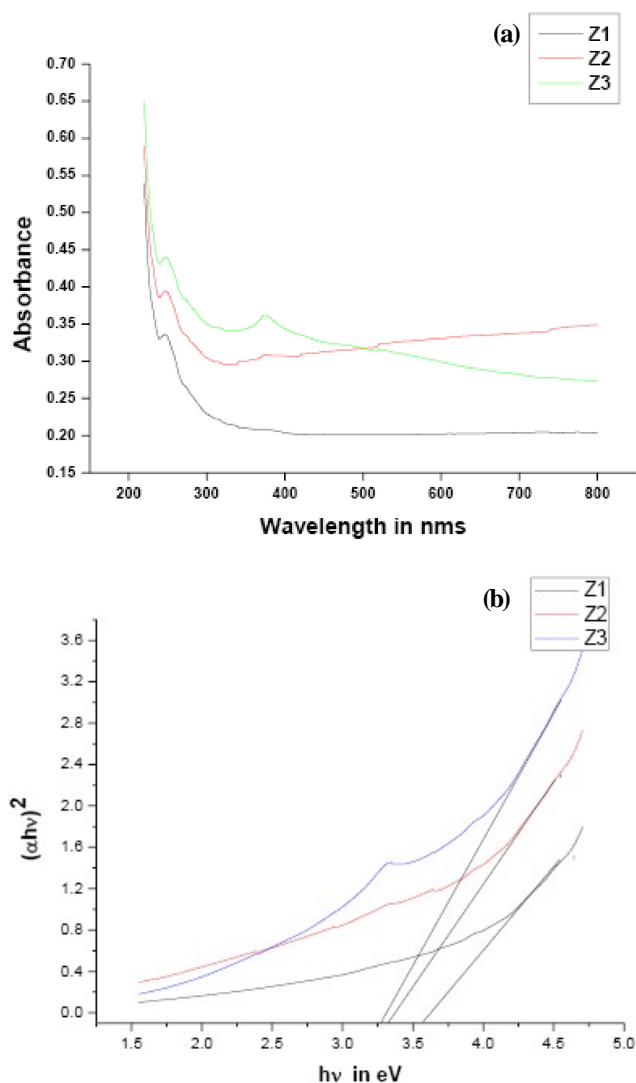 (a)
Z1
Z2
Z3
0.70
0.65
0.60
0.55
0.50
0.45
0.40
0.35
0.30
0.25
0.20
0.15
Absorbance
200 300 400 500 600 700 800
Wavelength in nms
(b)
Z1
Z2
Z3
3.6
3.2
2.8
2.4
2.0
1.6
1.2
0.8
0.4
0.0
(αhν)²
1.5 2.0 2.5 3.0 3.5 4.0 4.5 5.0
hν in eV